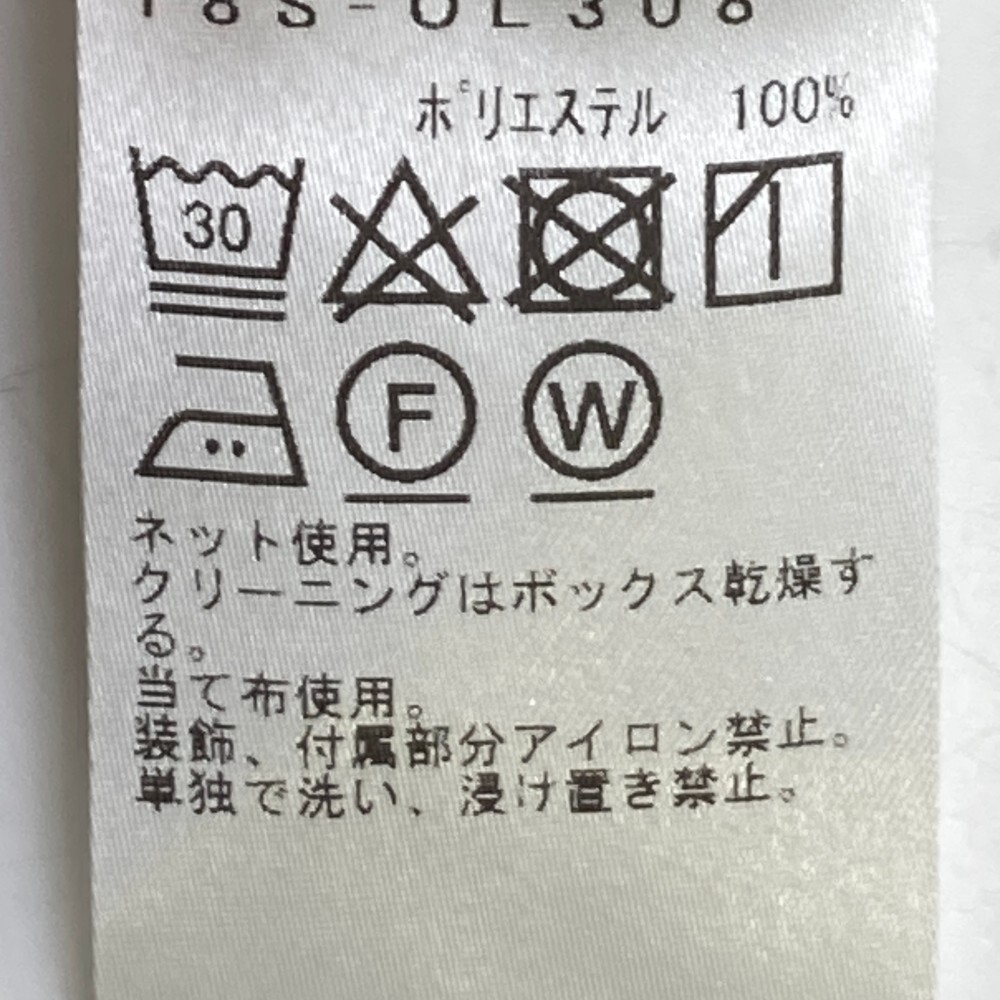 18S-OL308
ポリエステル 100%
30
F W
ネット使用。
クリーニングはボックス乾燥す
る。
当て布使用。
装飾、付属部分アイロン禁止。
単独で洗い、浸け置き禁止。